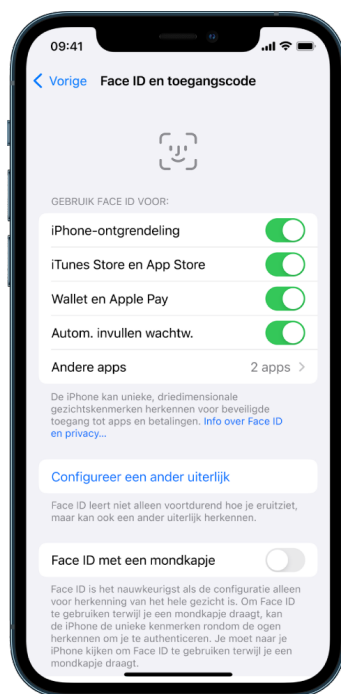 09:41
Vorige Face ID en toegangscode
GEBRUIK FACE ID VOOR:
iPhone-ontgrendeling
iTunes Store en App Store
Wallet en Apple Pay
Autom. invullen wachtw.
Andere apps 2 apps
De iPhone kan unieke, driedimensionale
gezichtskenmerken herkennen voor beveiligde
toegang tot apps en betalingen. Info over Face ID
en privacy...
Configureer een ander uiterlijk
Face ID leert niet alleen voortdurend hoe je eruitziet,
maar kan ook een ander uiterlijk herkennen.
Face ID met een mondkapje
Face ID is het nauwkeurigst als de configuratie alleen
voor herkenning van het hele gezicht is. Om Face ID
te gebruiken terwijl je een mondkapje draagt, kan
de iPhone de unieke kenmerken rondom de ogen
herkennen om je te authenticeren. Je moet naar je
iPhone kijken om Face ID te gebruiken terwijl je een
mondkapje draagt.